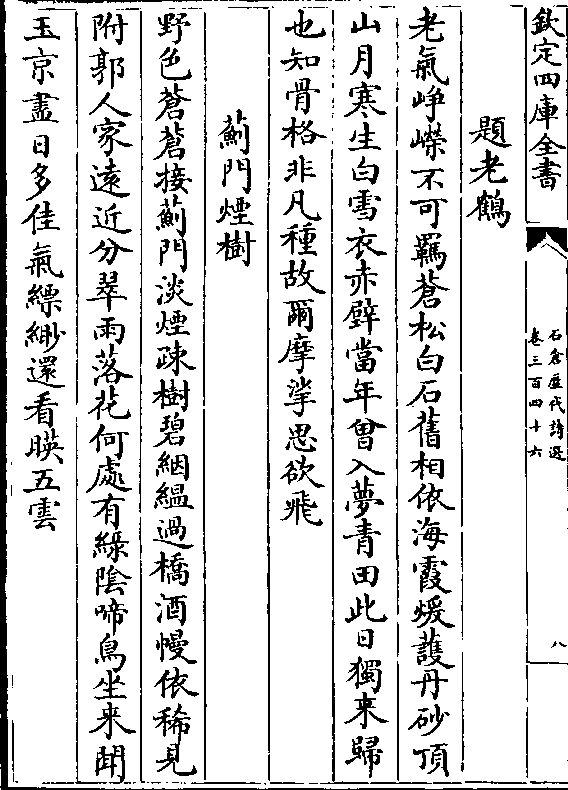 欽定四庫全書
石倉歷代詩選
卷三百四十六
八
題老鶴
老氣崢嶸不可羈蒼松白石舊相依海霞煖護丹砂頂
山月寒生白雪衣赤壁當年曾入夢青田此日獨來歸
也知骨格非凡種故爾摩挲思欲飛
薊門煙樹
野色蒼蒼接薊門淡煙疎樹碧絪緼過橋酒幔依稀見
附郭人家遠近分翠雨落花何處有綠陰啼鳥坐来聞
玉京盡日多佳氣縹緲還看暎五雲